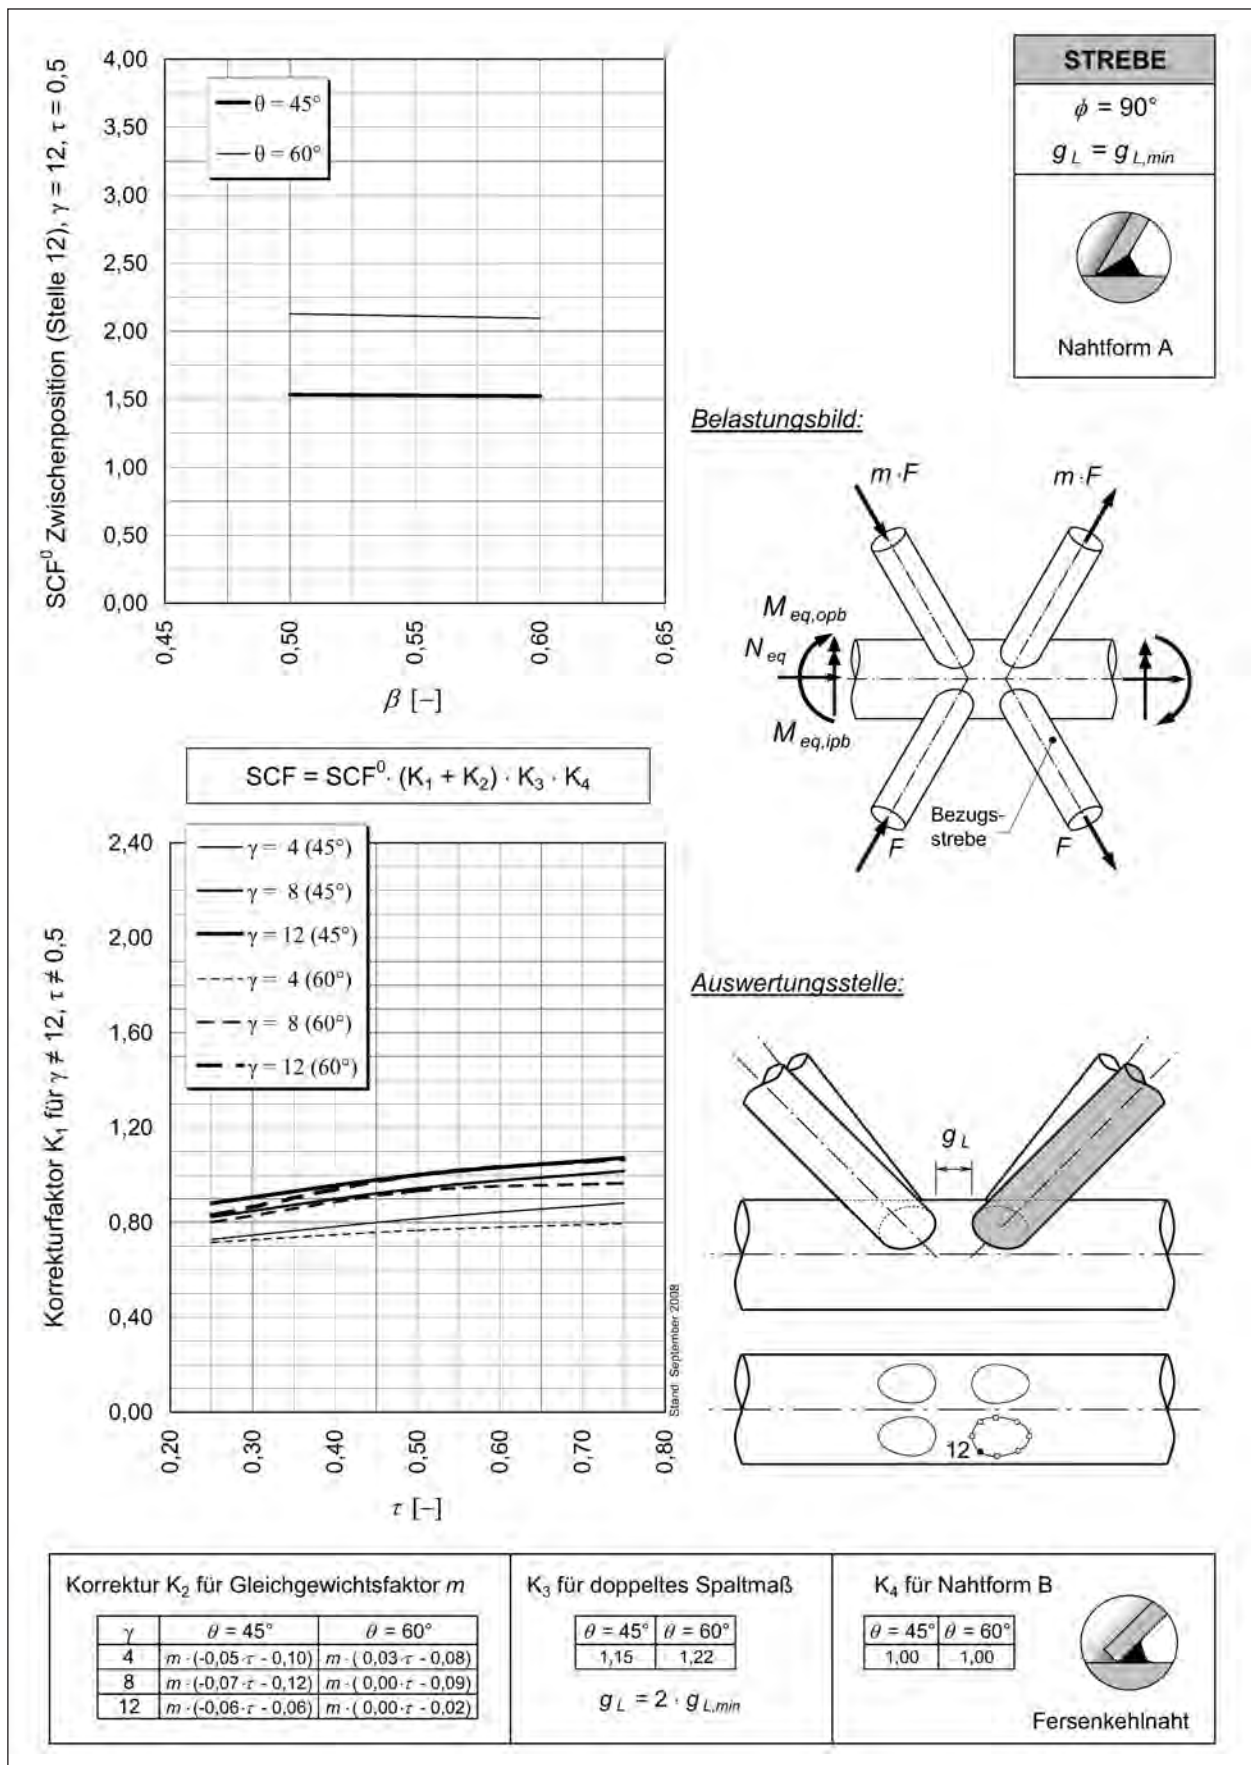 SCF⁰ Zwischenposition (Stelle 12), γ = 12, τ = 0,5
4,00
3,50
3,00
2,50
2,00
1,50
1,00
0,50
0,00
θ = 45°
θ = 60°
0,45
0,50
0,55
0,60
0,65
β [−]
STREBE
ϕ = 90°
g L = g L,min
Nahtform A
Belastungsbild:
m · F
m · F
M eq,opb
N eq
M eq,ipb
Bezugs-
strebe
F
F
SCF = SCF⁰ · (K₁ + K₂) · K₃ · K₄
Korrekturfaktor K₁ für γ ≠ 12, τ ≠ 0,5
2,40
2,00
1,60
1,20
0,80
0,40
0,00
γ = 4 (45°)
γ = 8 (45°)
γ = 12 (45°)
γ = 4 (60°)
γ = 8 (60°)
γ = 12 (60°)
0,20
0,30
0,40
0,50
0,60
0,70
0,80
τ [−]
Stand: September 2008
Auswertungsstelle:
g L
12
Korrektur K₂ für Gleichgewichtsfaktor m
γ θ = 45° θ = 60°
4 m · (-0,05·τ - 0,10) m · ( 0,03·τ - 0,08)
8 m · (-0,07·τ - 0,12) m · ( 0,00·τ - 0,09)
12 m · (-0,06·τ - 0,06) m · ( 0,00·τ - 0,02)
K₃ für doppeltes Spaltmaß
θ = 45° θ = 60°
1,15 1,22
g L = 2 · g L,min
K₄ für Nahtform B
θ = 45° θ = 60°
1,00 1,00
Fersenkehlnaht